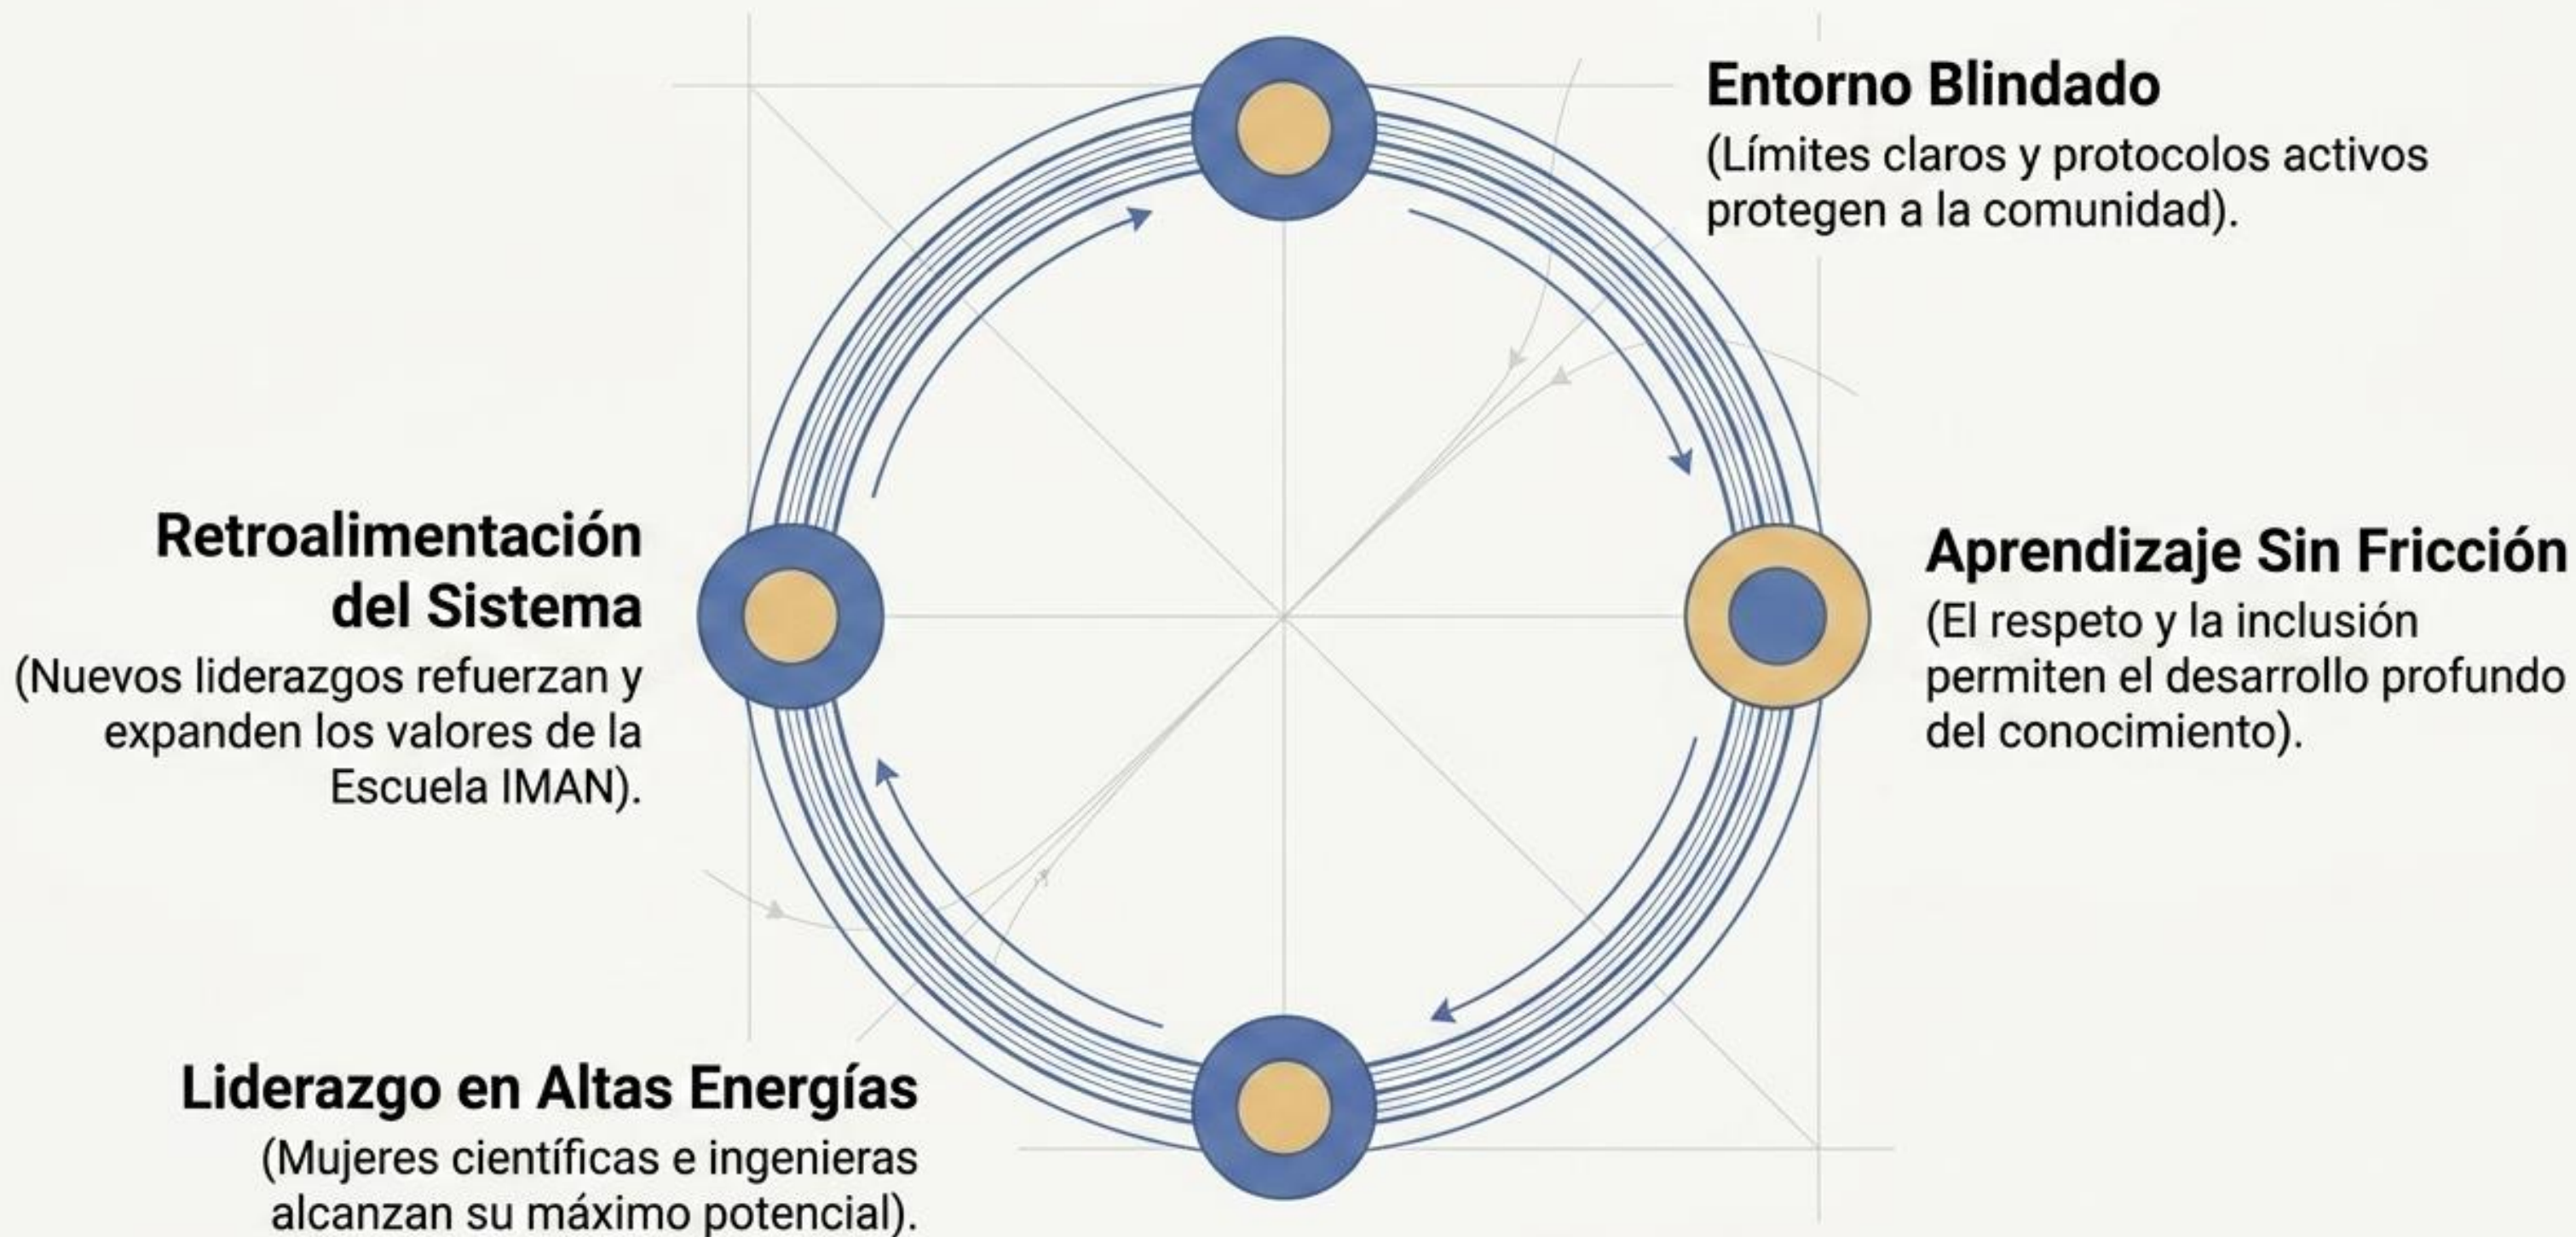 Entorno Blindado
(Límites claros y protocolos activos
protegen a la comunidad).
Aprendizaje Sin Fricción
(El respeto y la inclusión
permiten el desarrollo profundo
del conocimiento).
Liderazgo en Altas Energías
(Mujeres científicas e ingenieras
alcanzan su máximo potencial).
Retroalimentación
del Sistema
(Nuevos liderazgos refuerzan y
expanden los valores de la
Escuela IMAN).